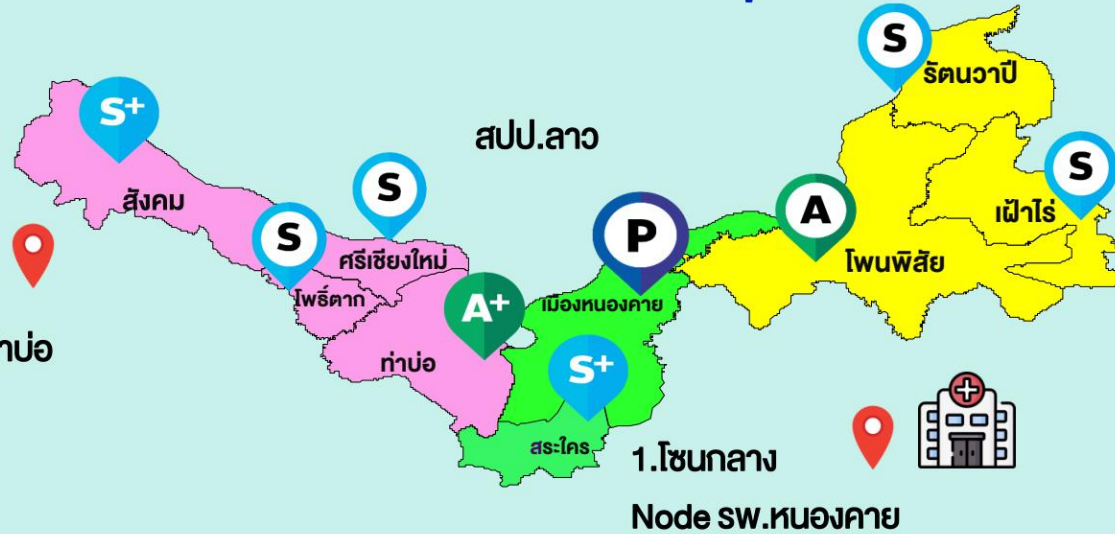 S
รัตนวาปี
S+
สปป.ลาว
S
S
สังคม
A
เฝ้าไร่
S
P
ศรีเชียงใหม่
โพนพิสัย
โพธิ์ตาก
A+
เมืองหนองคาย
าบ่อ
ท่าบ่อ
S+
สระใคร
1.โซนกลาง
Node รพ.หนองคาย